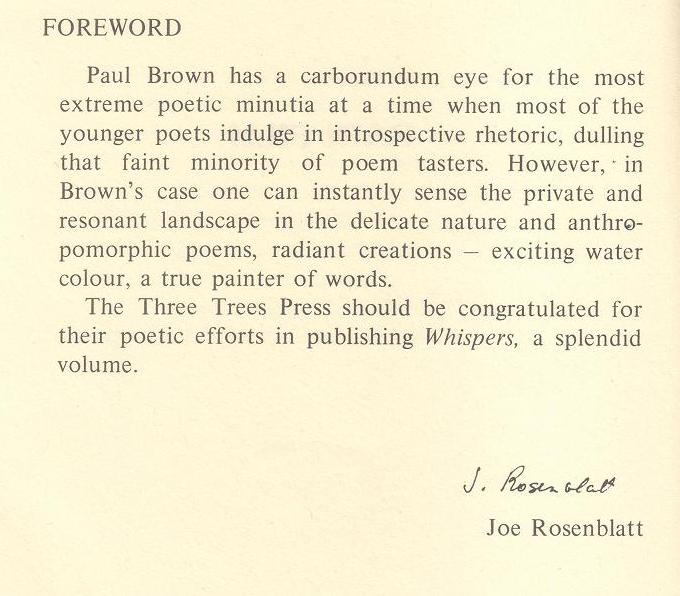 FOREWORD
Paul Brown has a carborundum eye for the most
extreme poetic minutia at a time when most of the
younger poets indulge in introspective rhetoric, dulling
that faint minority of poem tasters. However, in
Brown's case one can instantly sense the private and
resonant landscape in the delicate nature and anthro-
pomorphic poems, radiant creations — exciting water
colour, a true painter of words.
The Three Trees Press should be congratulated for
their poetic efforts in publishing Whispers, a splendid
volume.
J. Rosenblatt
Joe Rosenblatt